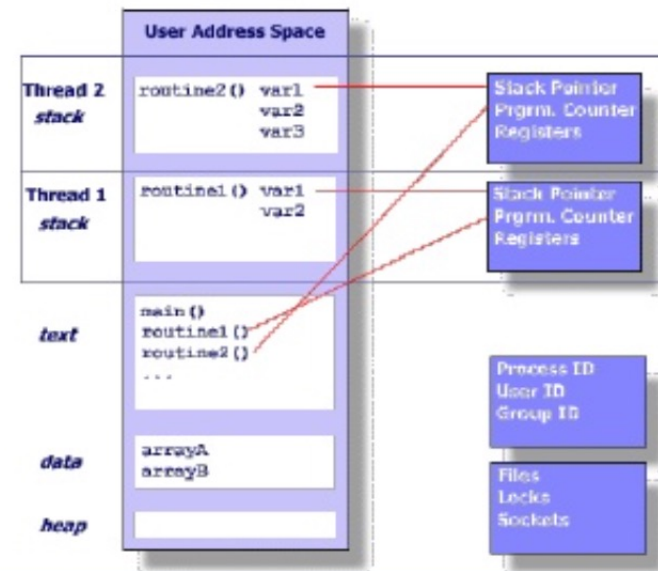 User Address Space
Thread 2
stack
routine2() var1
var2
var3
Stack Pointer
Prgrm. Counter
Registers
Thread 1
stack
routine1() var1
var2
Stack Pointer
Prgrm. Counter
Registers
text
main()
routine1()
routine2()
...
Process ID
User ID
Group ID
data
arrayA
arrayB
Files
Locks
Sockets
heap